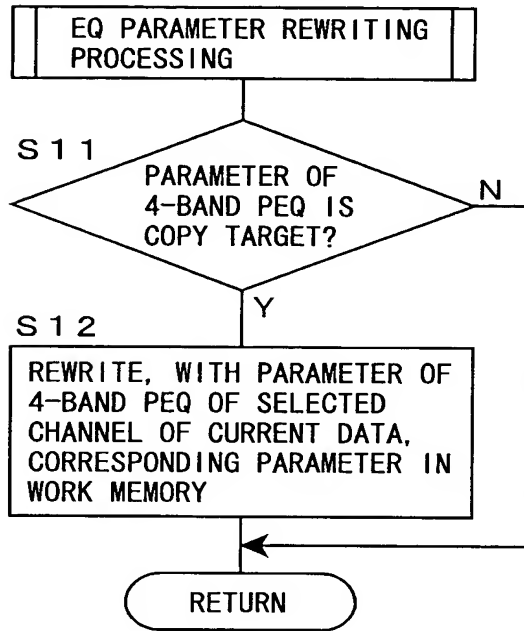 EQ PARAMETER REWRITING
PROCESSING
S11
PARAMETER OF
4-BAND PEQ IS
COPY TARGET?
N
Y
S12
REWRITE, WITH PARAMETER OF
4-BAND PEQ OF SELECTED
CHANNEL OF CURRENT DATA,
CORRESPONDING PARAMETER IN
WORK MEMORY
RETURN